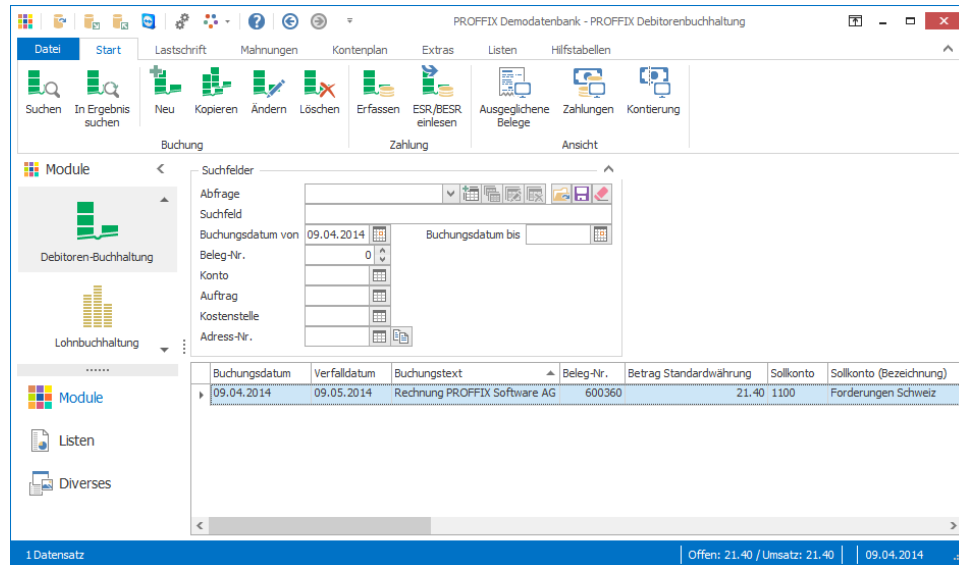 PROFFIX Demodatenbank - PROFFIX Debitorenbuchhaltung
Datei Start Lastschrift Mahnungen Kontenplan Extras Listen Hilfstabellen
Suchen In Ergebnis suchen Neu Kopieren Ändern Löschen Erfassen ESR/BESR einlesen Ausgeglichene Belege Zahlungen Kontierung
Buchung Zahlung Ansicht
Module
Debitoren-Buchhaltung
Lohnbuchhaltung
Module
Listen
Diverses
Suchfelder
Abfrage
Suchfeld
Buchungsdatum von 09.04.2014 Buchungsdatum bis
Beleg-Nr. 0
Konto
Auftrag
Kostenstelle
Adress-Nr.
Buchungsdatum Verfalldatum Buchungstext Beleg-Nr. Betrag Standardwährung Sollkonto Sollkonto (Bezeichnung)
09.04.2014 09.05.2014 Rechnung PROFFIX Software AG 600360 21.40 1100 Forderungen Schweiz
1 Datensatz Offen: 21.40 / Umsatz: 21.40 09.04.2014